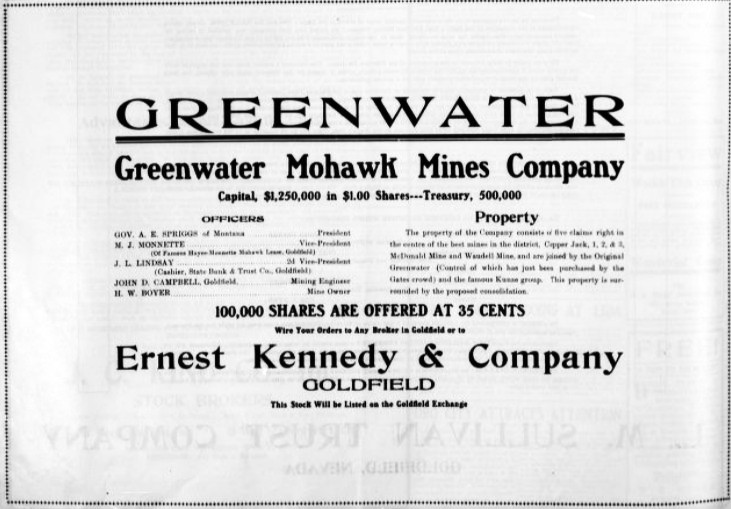 GREENWATER
Greenwater Mohawk Mines Company
Capital, $1,250,000 in $1.00 Shares---Treasury, 500,000
OFFICERS
GOV. A. E. SPRIGGS of Montana ........ President
M. J. MONNETTE ........ Vice-President
(Of Famous Hayes-Monnette Mohawk Lease, Goldfield)
J. L. LINDSAY ........ 2d Vice-President
(Cashier, State Bank & Trust Co., Goldfield)
JOHN D. CAMPBELL, Goldfield, ........ Mining Engineer
H. W. BOYER ........ Mine Owner
Property
The property of the Company consists of five claims right in
the centre of the best mines in the district, Copper Jack, 1, 2, & 3,
McDonald Mine and Wandell Mine, and are joined by the Original
Greenwater (Control of which has just been purchased by the
Gates crowd) and the famous Kunze group. This property is sur-
rounded by the proposed consolidation.
100,000 SHARES ARE OFFERED AT 35 CENTS
Wire Your Orders to Any Broker in Goldfield or to
Ernest Kennedy & Company
GOLDFIELD
This Stock Will be Listed on the Goldfield Exchange
L. M. SULLIVAN TRUST COMPANY
GOLDFIELD, NEVADA
STOCK BROKERS